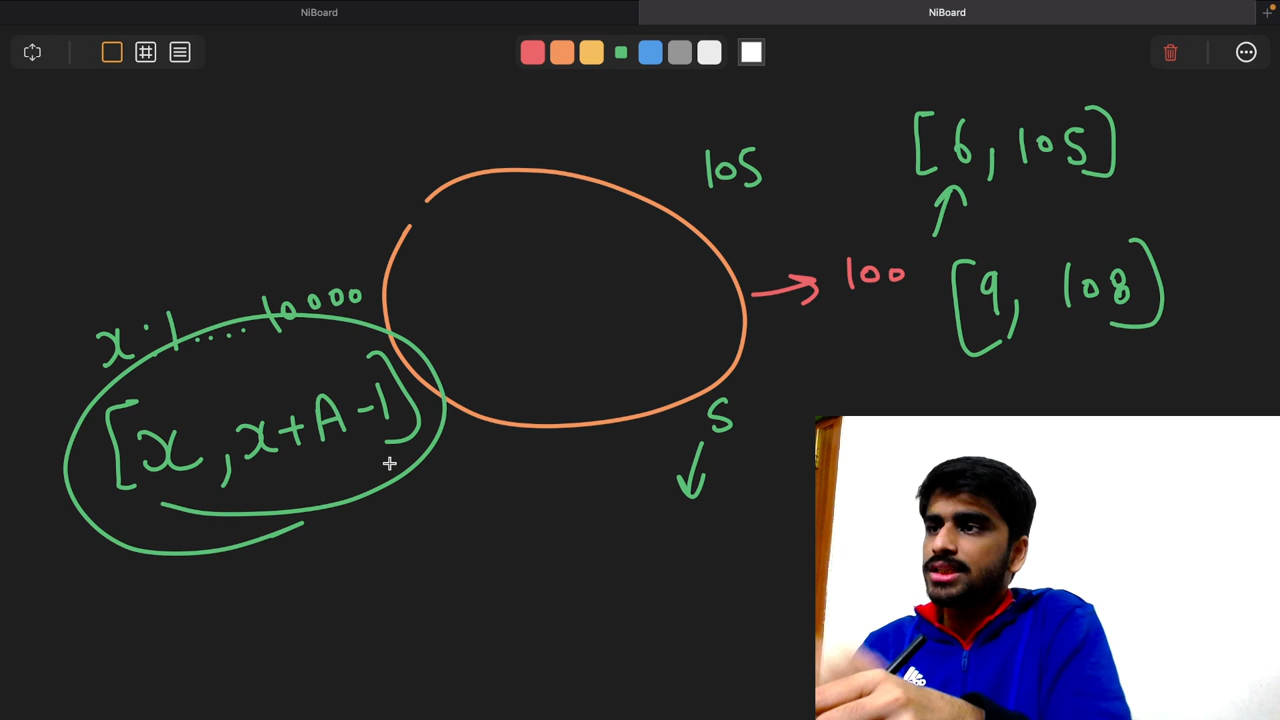 NiBoard
NiBoard
105
[6, 105]
→ 100
[9, 108]
x: 1 .... 10000
[x, x+A-1]
5